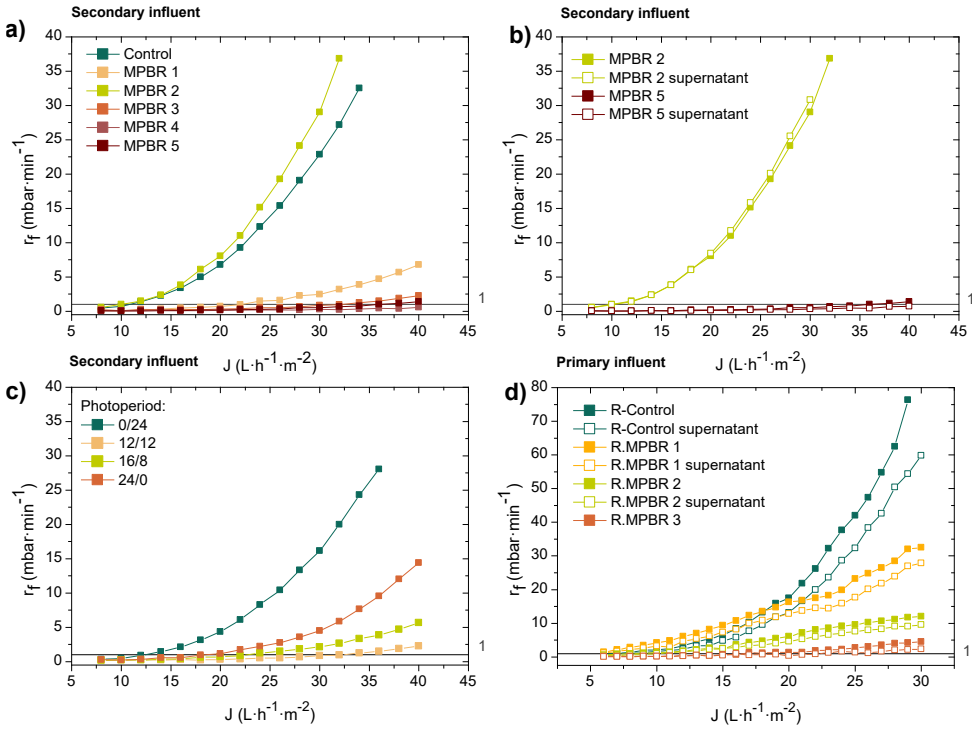 Secondary influent
a)
r_f (mbar·min⁻¹)
40
35
30
25
20
15
10
5
0
Control
MPBR 1
MPBR 2
MPBR 3
MPBR 4
MPBR 5
1
5 10 15 20 25 30 35 40 45
J (L·h⁻¹·m⁻²)
Secondary influent
b)
r_f (mbar·min⁻¹)
40
35
30
25
20
15
10
5
0
MPBR 2
MPBR 2 supernatant
MPBR 5
MPBR 5 supernatant
1
5 10 15 20 25 30 35 40 45
J (L·h⁻¹·m⁻²)
Secondary influent
c)
r_f (mbar·min⁻¹)
40
35
30
25
20
15
10
5
0
Photoperiod:
0/24
12/12
16/8
24/0
1
5 10 15 20 25 30 35 40 45
J (L·h⁻¹·m⁻²)
Primary influent
d)
r_f (mbar·min⁻¹)
80
70
60
50
40
30
20
10
0
R-Control
R-Control supernatant
R.MPBR 1
R.MPBR 1 supernatant
R.MPBR 2
R.MPBR 2 supernatant
R.MPBR 3
1
5 10 15 20 25 30
J (L·h⁻¹·m⁻²)